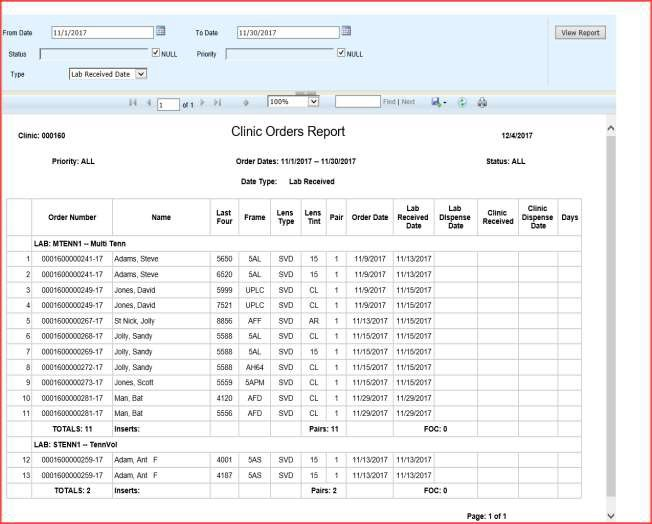 From Date 11/1/2017 To Date 11/30/2017 View Report
Status NULL Priority NULL
Type Lab Received Date
1 of 1 100% Find | Next
Clinic: 000160 Clinic Orders Report 12/4/2017
Priority: ALL Order Dates: 11/1/2017 -- 11/30/2017 Status: ALL
Date Type: Lab Received
Order Number Name Last Four Frame Lens Type Lens Tint Pair Order Date Lab Received Date Lab Dispense Date Clinic Received Clinic Dispense Date Days
LAB: MTENN1 -- Multi Tenn
1 0001600000241-17 Adams, Steve 5650 5AL SVD 15 1 11/9/2017 11/13/2017
2 0001600000241-17 Adams, Steve 6520 5AL SVD 15 1 11/9/2017 11/13/2017
3 0001600000249-17 Jones, David 5999 UPLC SVD CL 1 11/9/2017 11/15/2017
4 0001600000249-17 Jones, David 7521 UPLC SVD CL 1 11/9/2017 11/15/2017
5 0001600000267-17 St Nick, Jolly 8856 AFF SVD AR 1 11/13/2017 11/15/2017
6 0001600000268-17 Jolly, Sandy 5588 5AL SVD CL 1 11/15/2017 11/15/2017
7 0001600000269-17 Jolly, Sandy 5588 5AL SVD 15 1 11/15/2017 11/15/2017
8 0001600000272-17 Jolly, Sandy 5588 AH64 SVD CL 1 11/15/2017 11/15/2017
9 0001600000273-17 Jones, Scott 5559 5APM SVD CL 1 11/15/2017 11/15/2017
10 0001600000281-17 Man, Bat 4120 AFD SVD CL 1 11/29/2017 11/29/2017
11 0001600000281-17 Man, Bat 5556 AFD SVD CL 1 11/29/2017 11/29/2017
TOTALS: 11 Inserts: Pairs: 11 FOC: 0
LAB: STENN1 -- TennVol
12 0001600000259-17 Adam, Ant F 4001 5AS SVD 15 1 11/13/2017 11/13/2017
13 0001600000259-17 Adam, Ant F 4187 5AS SVD 15 1 11/13/2017 11/13/2017
TOTALS: 2 Inserts: Pairs: 2 FOC: 0
Page: 1 of 1